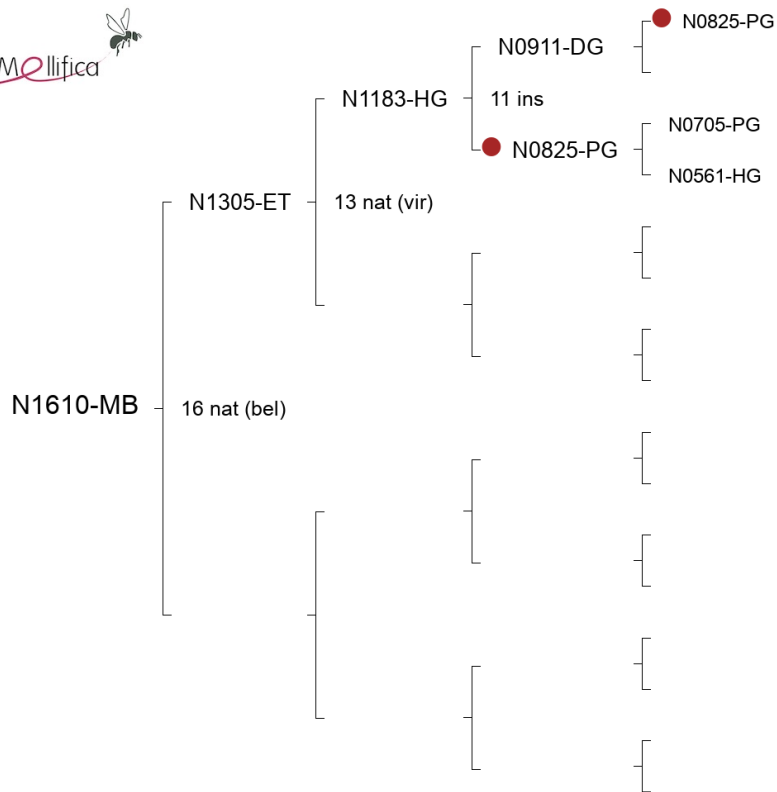 Mellifica
N0825-PG
N0911-DG
N1183-HG
11 ins
N0705-PG
N0825-PG
N0561-HG
N1305-ET
13 nat (vir)
N1610-MB
16 nat (bel)